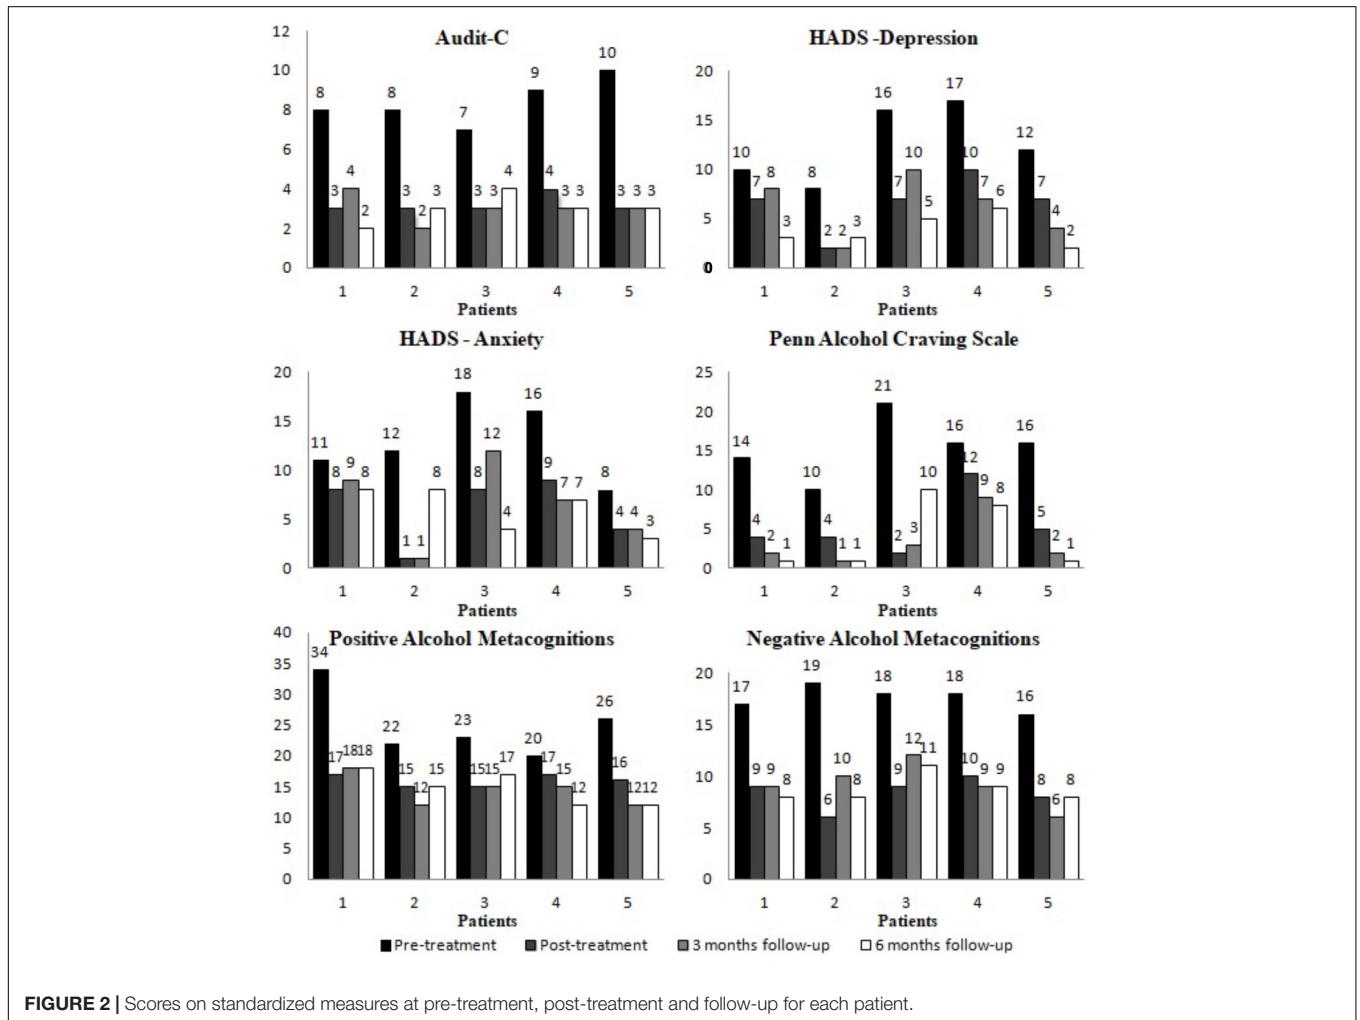 Audit-C
12
10
8
6
4
2
0
8 3 4 2
8 3 2 3
7 3 3 4
9 4 3 3
10 3 3 3
1 2 3 4 5
Patients
HADS -Depression
20
15
10
5
0
10 7 8 3
8 2 2 3
16 7 10 5
17 10 7 6
12 7 4 2
1 2 3 4 5
Patients
HADS - Anxiety
20
15
10
5
0
11 8 9 8
12 1 1 8
18 8 12 4
16 9 7 7
8 4 4 3
1 2 3 4 5
Patients
Penn Alcohol Craving Scale
25
20
15
10
5
0
14 4 2 1
10 4 1 1
21 2 3 10
16 12 9 8
16 5 2 1
1 2 3 4 5
Patients
Positive Alcohol Metacognitions
40
35
30
25
20
15
10
5
0
34 17 18 18
22 15 12 15
23 15 15 17
20 17 15 12
26 16 12 12
1 2 3 4 5
Patients
Negative Alcohol Metacognitions
20
15
10
5
0
17 9 9 8
19 6 10 8
18 9 12 11
18 10 9 9
16 8 6 8
1 2 3 4 5
Patients
Pre-treatment Post-treatment 3 months follow-up 6 months follow-up
FIGURE 2 | Scores on standardized measures at pre-treatment, post-treatment and follow-up for each patient.